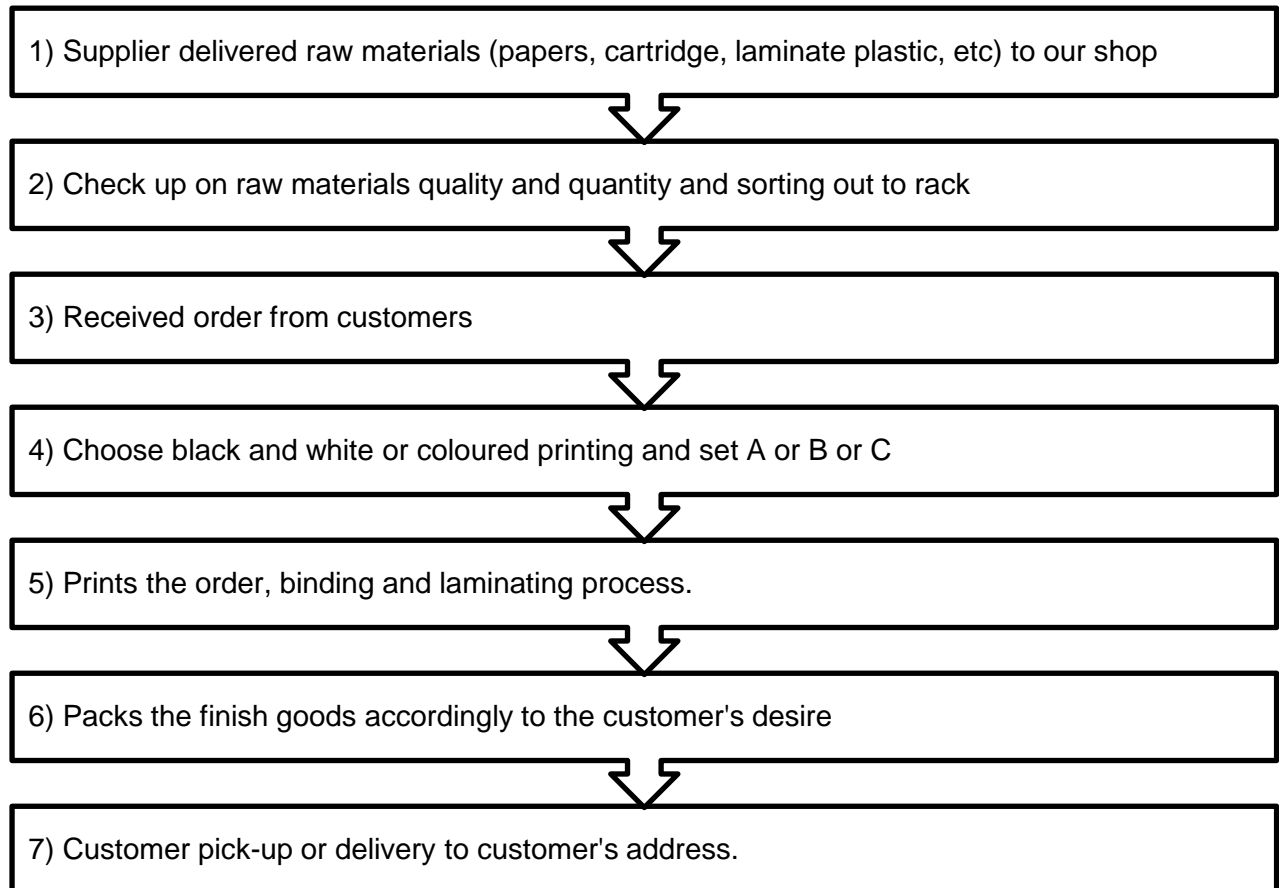 1) Supplier delivered raw materials (papers, cartridge, laminate plastic, etc) to our shop
2) Check up on raw materials quality and quantity and sorting out to rack
3) Received order from customers
4) Choose black and white or coloured printing and set A or B or C
5) Prints the order, binding and laminating process.
6) Packs the finish goods accordingly to the customer's desire
7) Customer pick-up or delivery to customer's address.